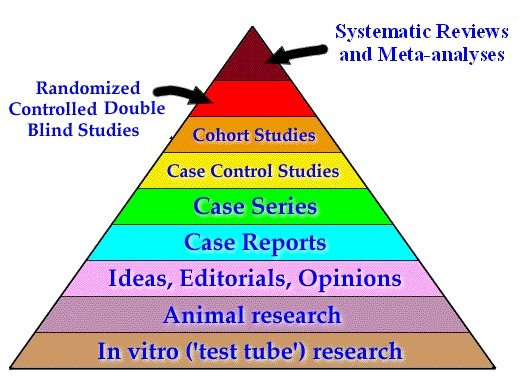 Systematic Reviews
and Meta-analyses
Randomized
Controlled Double
Blind Studies
Cohort Studies
Case Control Studies
Case Series
Case Reports
Ideas, Editorials, Opinions
Animal research
In vitro ('test tube') research